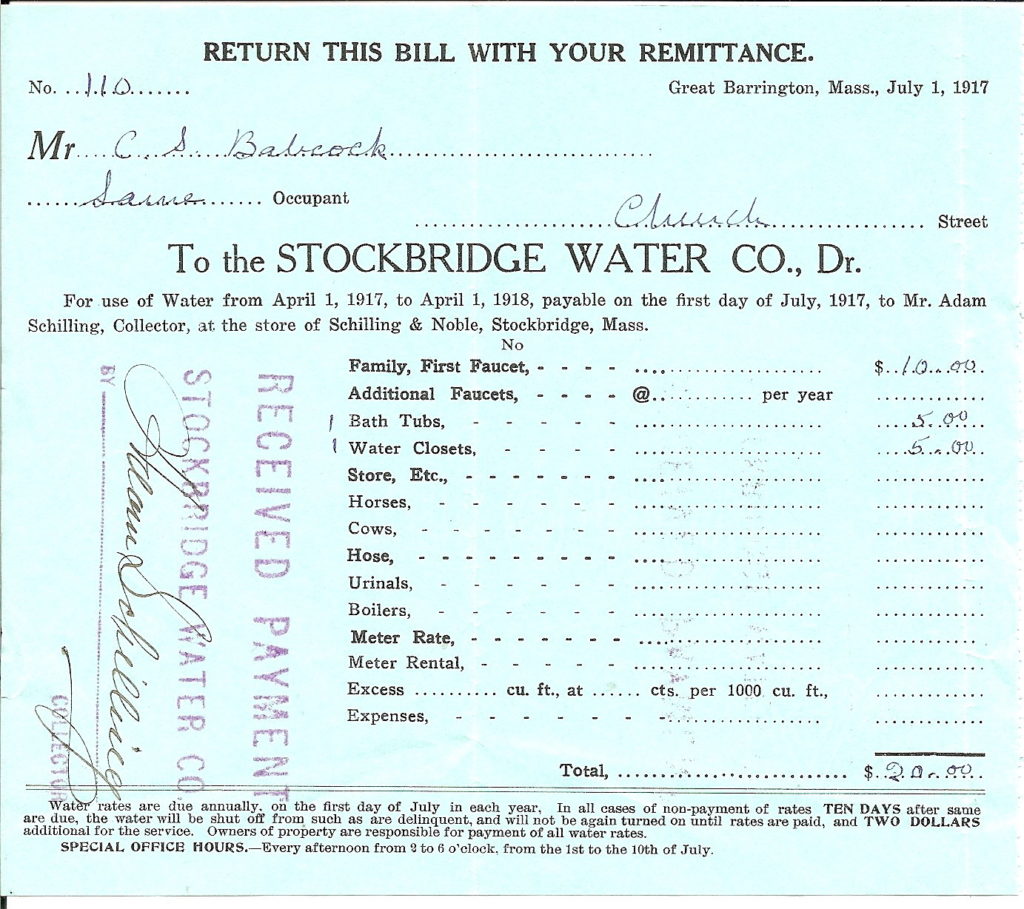 RETURN THIS BILL WITH YOUR REMITTANCE.
No. ..110....... Great Barrington, Mass., July 1, 1917
Mr.... C. S. Babcock..............................
......Same....... Occupant
..........................Church..................... Street
To the STOCKBRIDGE WATER CO., Dr.
For use of Water from April 1, 1917, to April 1, 1918, payable on the first day of July, 1917, to Mr. Adam
Schilling, Collector, at the store of Schilling & Noble, Stockbridge, Mass.
No
Family, First Faucet, - - - - ......................... $..10..00..
Additional Faucets, - - - - @............. per year .............
1 Bath Tubs, - - - - - ......................... ....5.00
1 Water Closets, - - - - ......................... ...5...00.
Store, Etc., - - - - - - - ......................... .............
Horses, - - - - - - - ......................... .............
Cows, - - - - - - - ......................... .............
Hose, - - - - - - - - ......................... .............
Urinals, - - - - - - - ......................... .............
Boilers, - - - - - - - ......................... .............
Meter Rate, - - - - - - - ......................... .............
Meter Rental, - - - - - ......................... .............
Excess .......... cu. ft., at ...... cts. per 1000 cu. ft., .............
Expenses, - - - - - - - ......................... .............
Total, .............................. $..20..00..
RECEIVED PAYMENT
STOCKBRIDGE WATER CO
BY Adam Schilling
COLLECTOR
Water rates are due annually, on the first day of July in each year. In all cases of non-payment of rates TEN DAYS after same
are due, the water will be shut off from such as are delinquent, and will not be again turned on until rates are paid, and TWO DOLLARS
additional for the service. Owners of property are responsible for payment of all water rates.
SPECIAL OFFICE HOURS.—Every afternoon from 2 to 6 o'clock, from the 1st to the 10th of July.